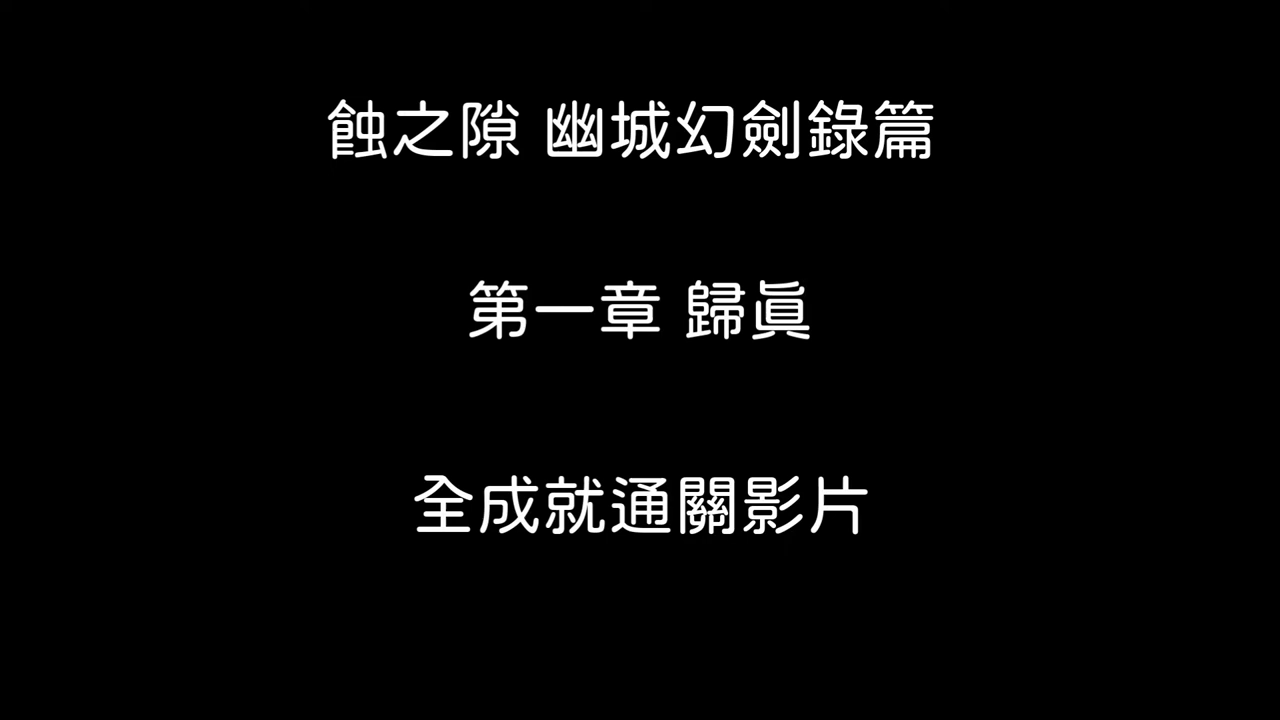 蝕之隙 幽城幻劍錄篇
第一章 歸真
全成就通關影片